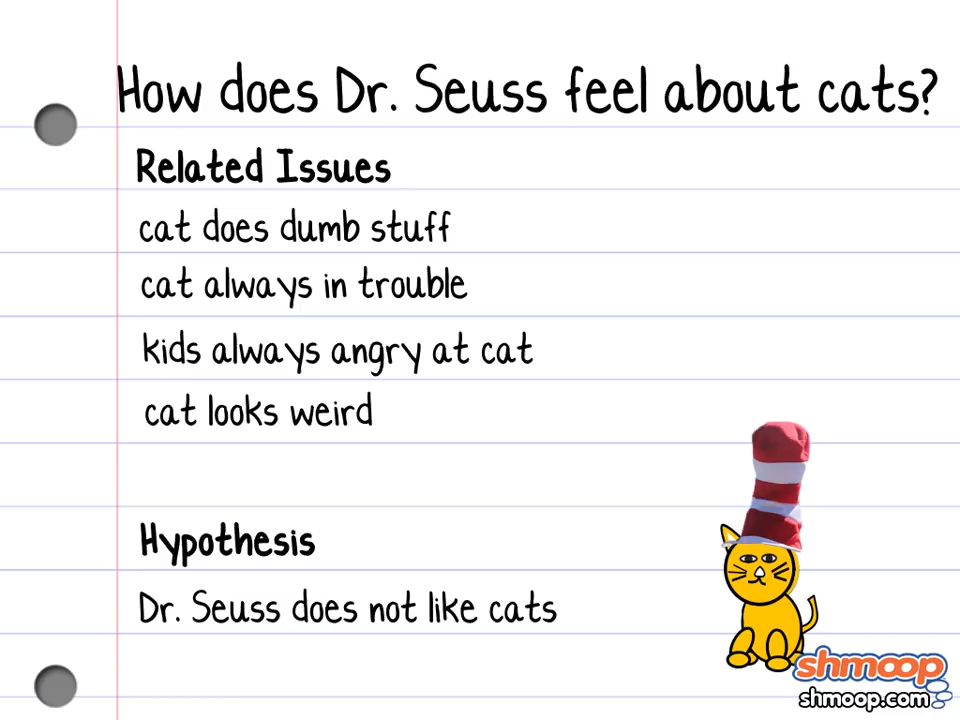 How does Dr. Seuss feel about cats?
Related Issues
cat does dumb stuff
cat always in trouble
kids always angry at cat
cat looks weird
Hypothesis
Dr. Seuss does not like cats
shmoop
shmoop.com